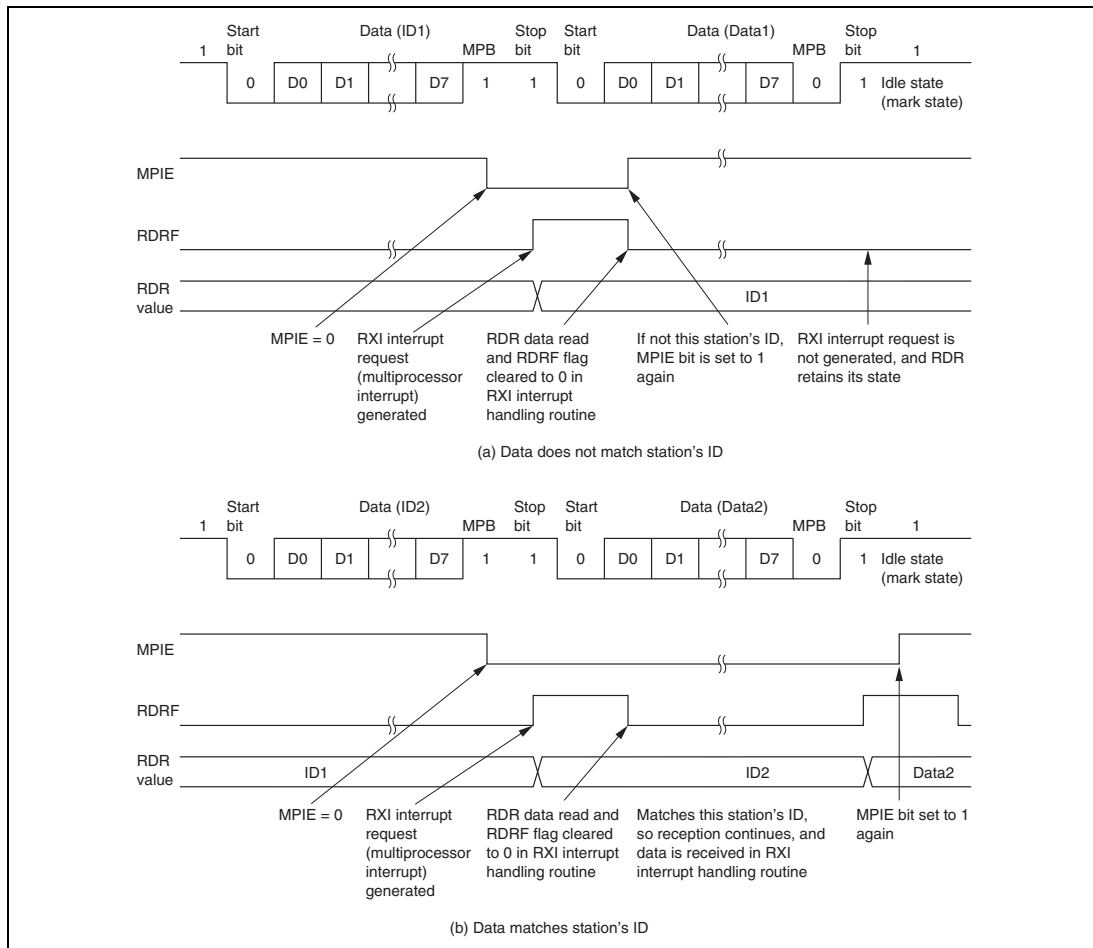 Start bit
Data (ID1)
Stop bit
Start bit
Data (Data1)
Stop bit
1
MPB
MPB
1
0
D0
D1
D7
1
1
0
D0
D1
D7
0
1
Idle state
(mark state)
MPIE
RDRF
RDR
value
ID1
MPIE = 0
RXI interrupt
request
(multiprocessor
interrupt)
generated
RDR data read
and RDRF flag
cleared to 0 in
RXI interrupt
handling routine
If not this station's ID,
MPIE bit is set to 1
again
RXI interrupt request is
not generated, and RDR
retains its state
(a) Data does not match station's ID
Start bit
Data (ID2)
Stop bit
Start bit
Data (Data2)
Stop bit
1
MPB
MPB
1
0
D0
D1
D7
1
1
0
D0
D1
D7
0
1
Idle state
(mark state)
MPIE
RDRF
RDR
value
ID1
ID2
Data2
MPIE = 0
RXI interrupt
request
(multiprocessor
interrupt)
generated
RDR data read and
RDRF flag cleared
to 0 in RXI interrupt
handling routine
Matches this station's ID,
so reception continues, and
data is received in RXI
interrupt handling routine
MPIE bit set to 1
again
(b) Data matches station's ID